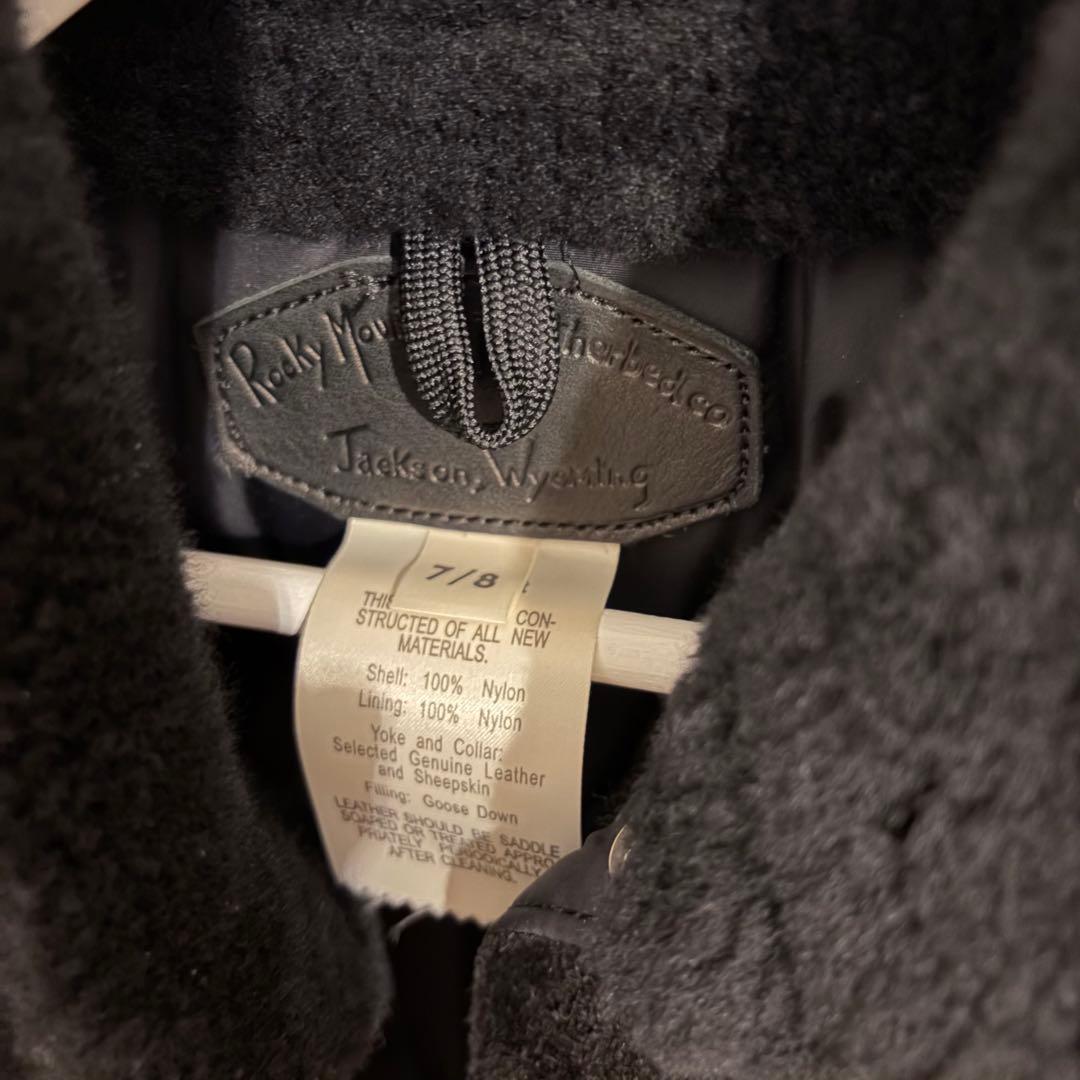 Rocky Mou therbed co
Jackson, Wyoming
7/8
THIS CON-
STRUCTED OF ALL NEW
MATERIALS.
Shell: 100% Nylon
Lining: 100% Nylon
Yoke and Collar:
Selected Genuine Leather
and Sheepskin
Filling: Goose Down
LEATHER SHOULD BE SADDLE
SOAPED OR TREATED APPRO-
PRIATELY PERIODICALLY
AFTER CLEANING.